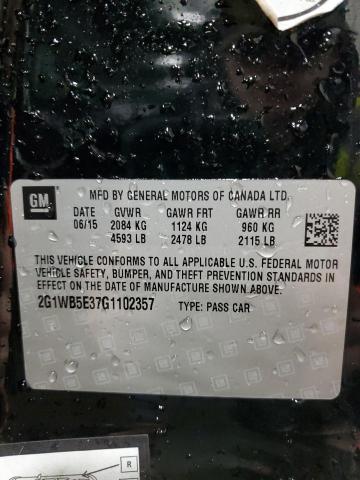 GM
MFD BY GENERAL MOTORS OF CANADA LTD.
06/15 GVWR GAWR FRT GAWR RR
2084 KG 1124 KG 960 KG
4593 LB 2478 LB 2115 LB
THIS VEHICLE CONFORMS TO ALL APPLICABLE U.S. FEDERAL MOTOR
VEHICLE SAFETY, BUMPER, AND THEFT PREVENTION STANDARDS IN
EFFECT ON THE DATE OF MANUFACTURE SHOWN ABOVE.
2G1WB5E37G1102357 TYPE: PASS CAR
R